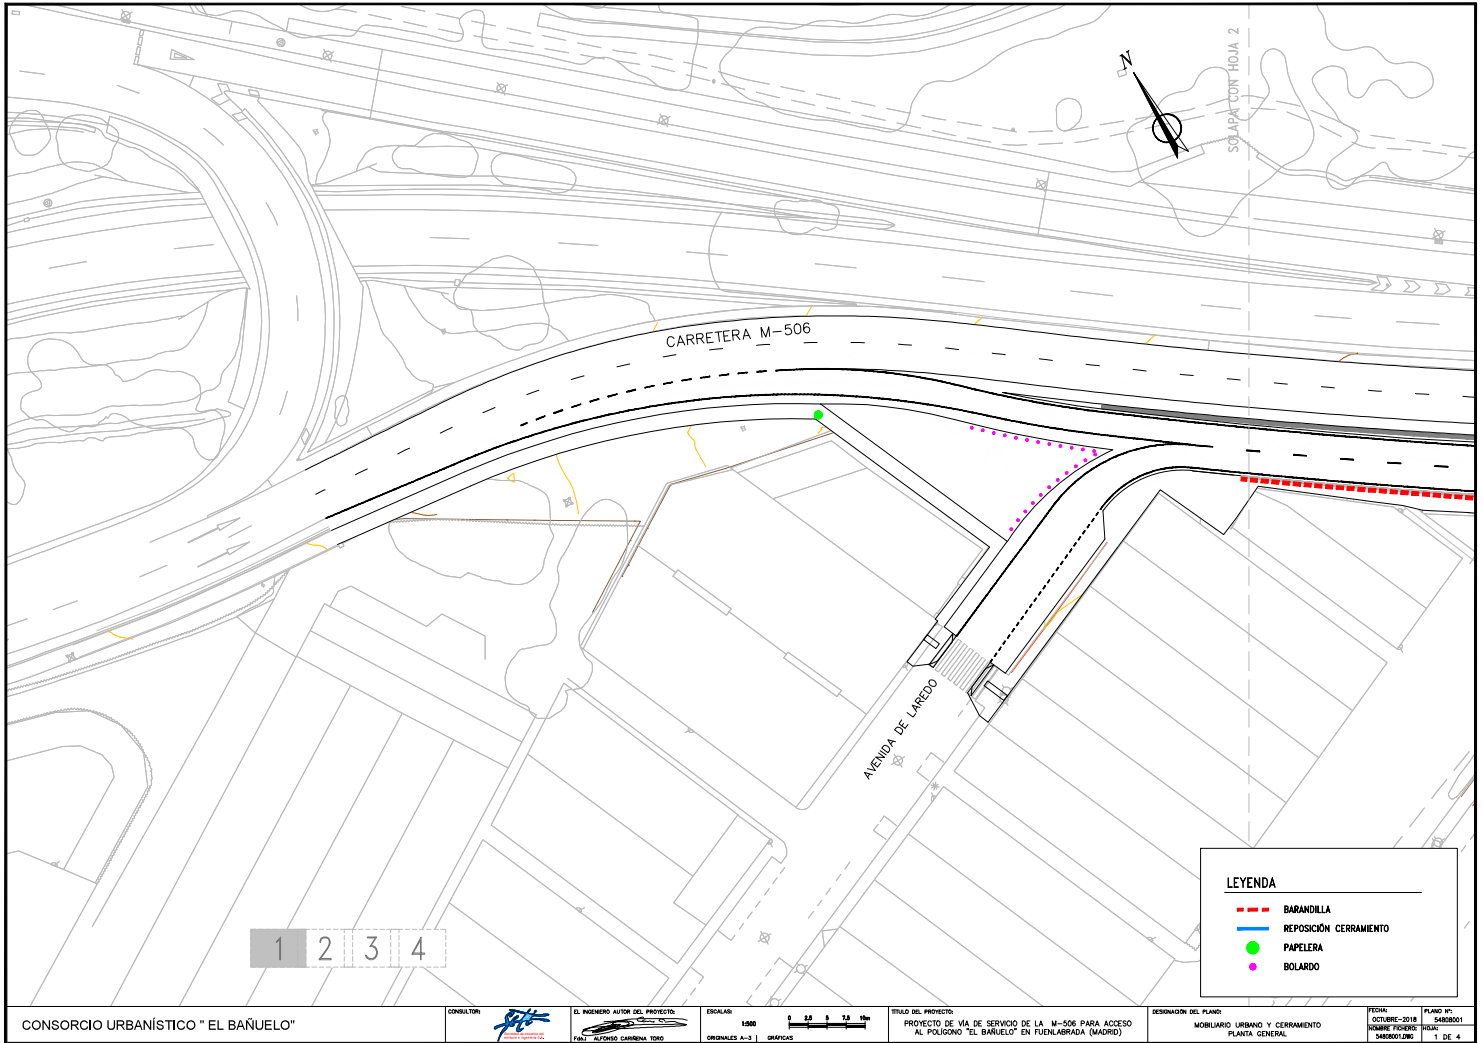 N
SOLAPA CON HOJA 2
CARRETERA M-506
AVENIDA DE LAREDO
LEYENDA
BARANDILLA
REPOSICIÓN CERRAMIENTO
PAPELERA
BOLARDO
1 2 3 4
CONSORCIO URBANÍSTICO " EL BAÑUELO"
CONSULTOR:
EL INGENIERO AUTOR DEL PROYECTO:
Fdo.: ALFONSO CARIÑENA TORO
ESCALAS:
1:500
ORIGINALES A-3
GRÁFICAS
0 2,5 5 7,5 10m
TITULO DEL PROYECTO:
PROYECTO DE VÍA DE SERVICIO DE LA M-506 PARA ACCESO
AL POLÍGONO "EL BAÑUELO" EN FUENLABRADA (MADRID)
DESIGNACIÓN DEL PLANO:
MOBILIARIO URBANO Y CERRAMIENTO
PLANTA GENERAL
FECHA:
OCTUBRE-2018
NOMBRE FICHERO:
54808001.DWG
PLANO Nº:
54808001
HOJA:
1 DE 4